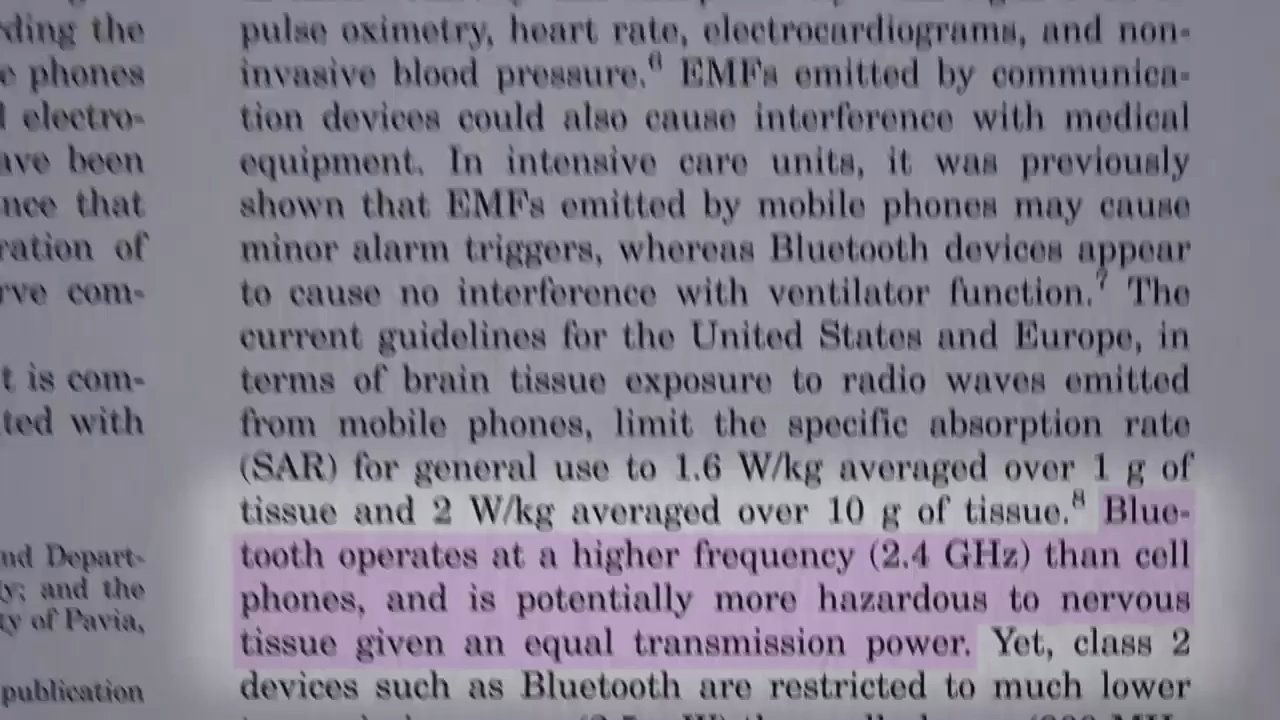 rding the
e phones
electro-
ave been
nce that
ration of
rve com-
t is com-
ted with
nd Depart-
y; and the
ty of Pavia,
publication
pulse oximetry, heart rate, electrocardiograms, and non-
invasive blood pressure.⁶ EMFs emitted by communica-
tion devices could also cause interference with medical
equipment. In intensive care units, it was previously
shown that EMFs emitted by mobile phones may cause
minor alarm triggers, whereas Bluetooth devices appear
to cause no interference with ventilator function.⁷ The
current guidelines for the United States and Europe, in
terms of brain tissue exposure to radio waves emitted
from mobile phones, limit the specific absorption rate
(SAR) for general use to 1.6 W/kg averaged over 1 g of
tissue and 2 W/kg averaged over 10 g of tissue.⁸ Blue-
tooth operates at a higher frequency (2.4 GHz) than cell
phones, and is potentially more hazardous to nervous
tissue given an equal transmission power. Yet, class 2
devices such as Bluetooth are restricted to much lower